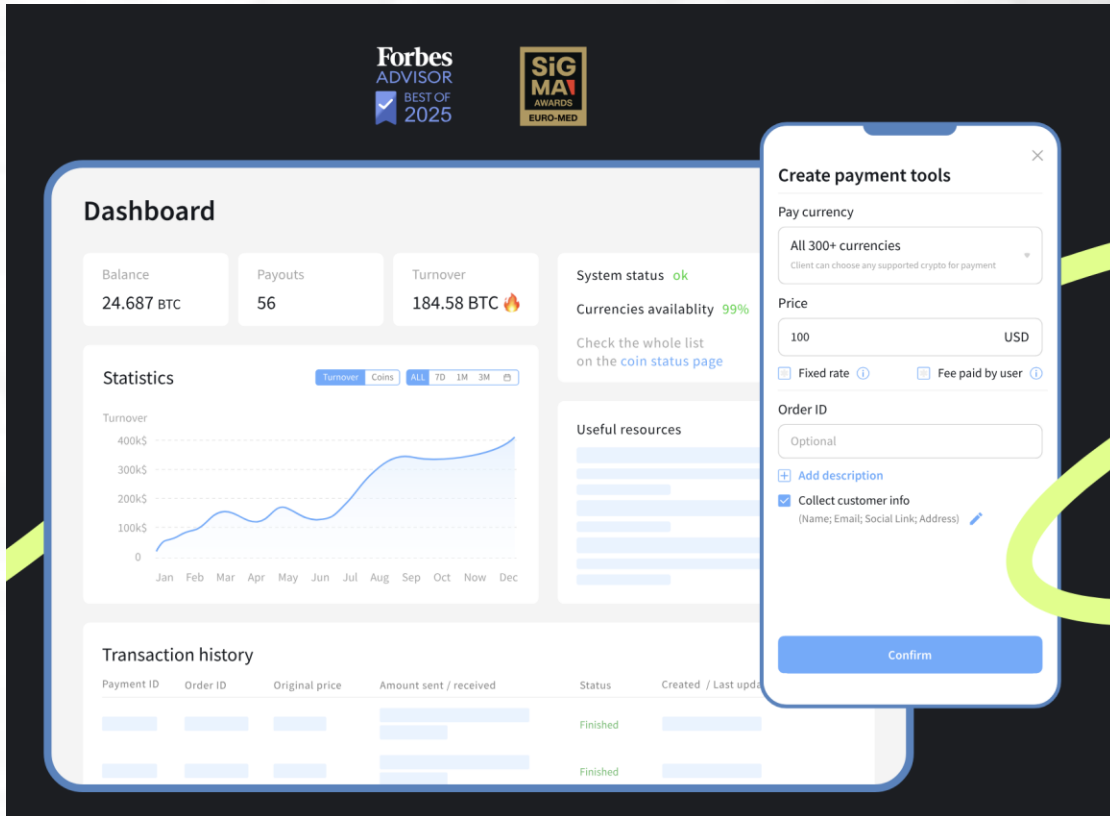 Forbes
ADVISOR
BEST OF
2025
SiG
MA
AWARDS
EURO-MED
Dashboard
Balance
24.687 BTC
Payouts
56
Turnover
184.58 BTC 🔥
System status ok
Currencies availablity 99%
Check the whole list
on the coin status page
Statistics
Turnover Coins
ALL 7D 1M 3M
Turnover
400k$
300k$
200k$
100k$
0
Jan Feb Mar Apr May Jun Jul Aug Sep Oct Now Dec
Useful resources
Transaction history
Payment ID Order ID Original price Amount sent / received Status Created / Last upda
Finished
Finished
Create payment tools
Pay currency
All 300+ currencies
Client can choose any supported crypto for payment
Price
100 USD
Fixed rate Fee paid by user
Order ID
Optional
Add description
Collect customer info
(Name; Email; Social Link; Address)
Confirm